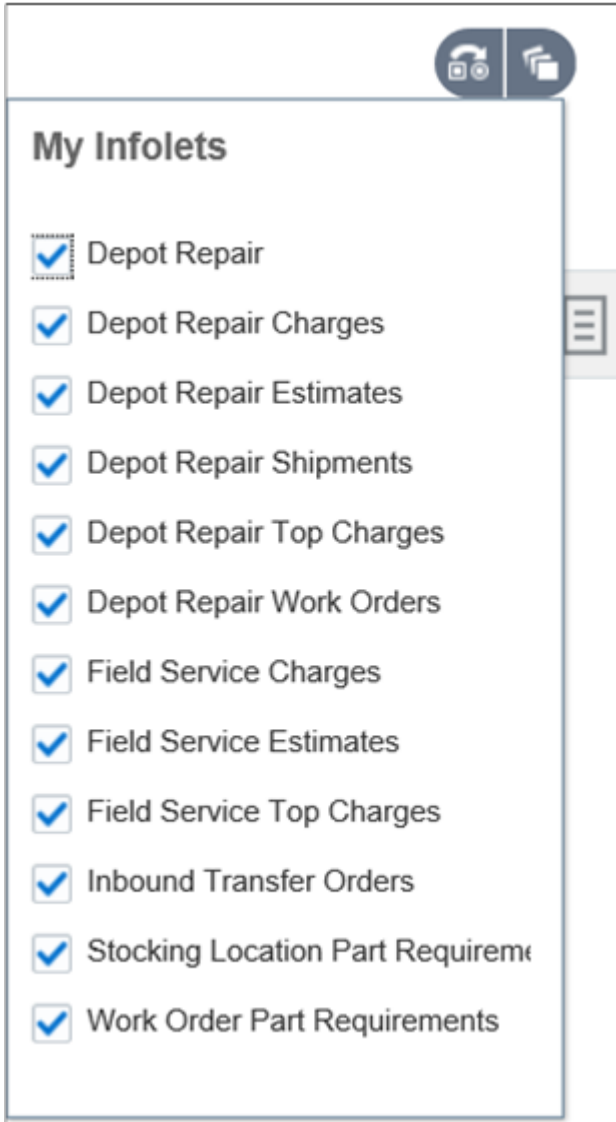 My Infolets
Depot Repair
Depot Repair Charges
Depot Repair Estimates
Depot Repair Shipments
Depot Repair Top Charges
Depot Repair Work Orders
Field Service Charges
Field Service Estimates
Field Service Top Charges
Inbound Transfer Orders
Stocking Location Part
Work Order Part Requirements